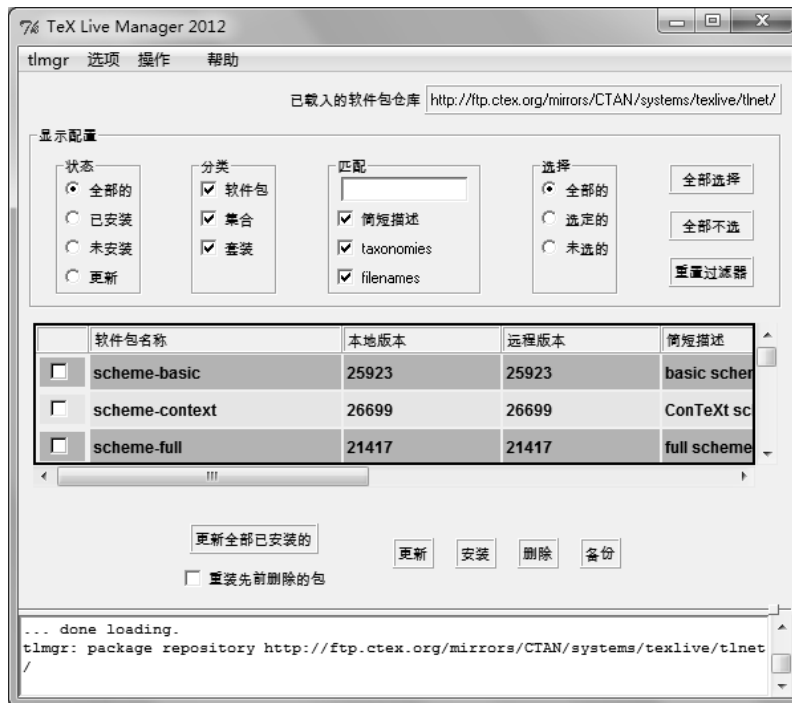 TeX Live Manager 2012
tlmgr 选项 操作 帮助
已载入的软件包仓库 http://ftp.ctex.org/mirrors/CTAN/systems/texlive/tlnet/
显示配置
状态 分类 匹配 选择
全部的 软件包 全部的 全部选择
已安装 集合 简短描述 选定的 全部不选
未安装 套装 taxonomies 未选的
更新 filenames 重置过滤器
软件包名称 本地版本 远程版本 简短描述
scheme-basic 25923 25923 basic scher
scheme-context 26699 26699 ConTeXt sc
scheme-full 21417 21417 full scheme
更新全部已安装的 更新 安装 删除 备份
重装先前删除的包
... done loading.
tlmgr: package repository http://ftp.ctex.org/mirrors/CTAN/systems/texlive/tlnet
/